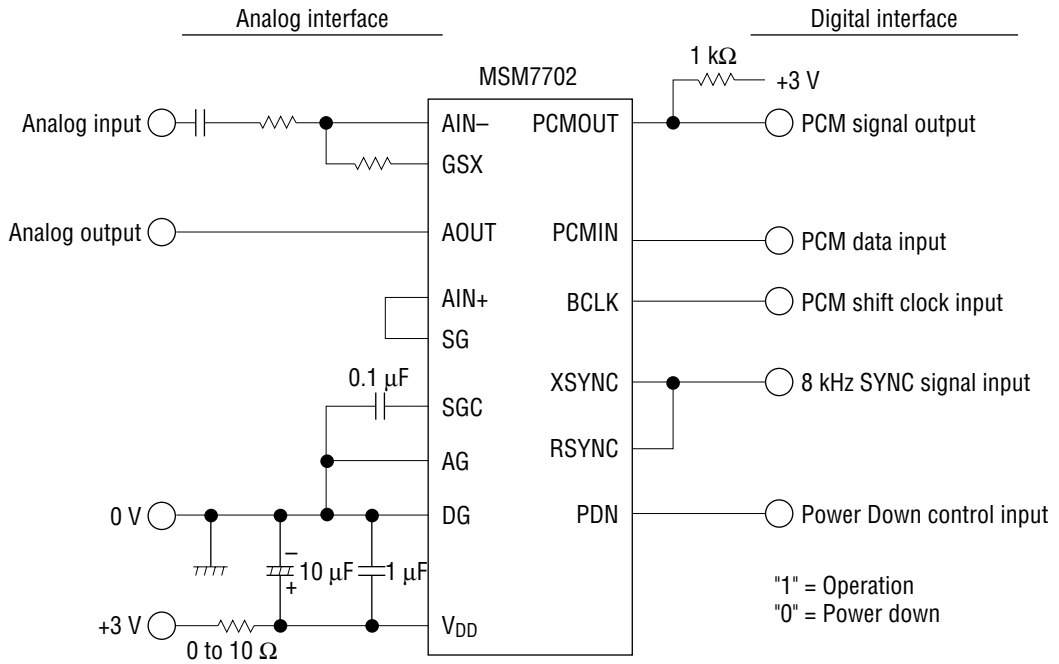 Analog interface
Digital interface
1 kΩ
+3 V
MSM7702
Analog input
AIN–
PCMOUT
PCM signal output
GSX
Analog output
AOUT
PCMIN
PCM data input
AIN+
BCLK
PCM shift clock input
SG
0.1 μF
XSYNC
8 kHz SYNC signal input
SGC
RSYNC
AG
0 V
DG
PDN
Power Down control input
–
10 μF
1 μF
+
"1" = Operation
"0" = Power down
+3 V
VDD
0 to 10 Ω